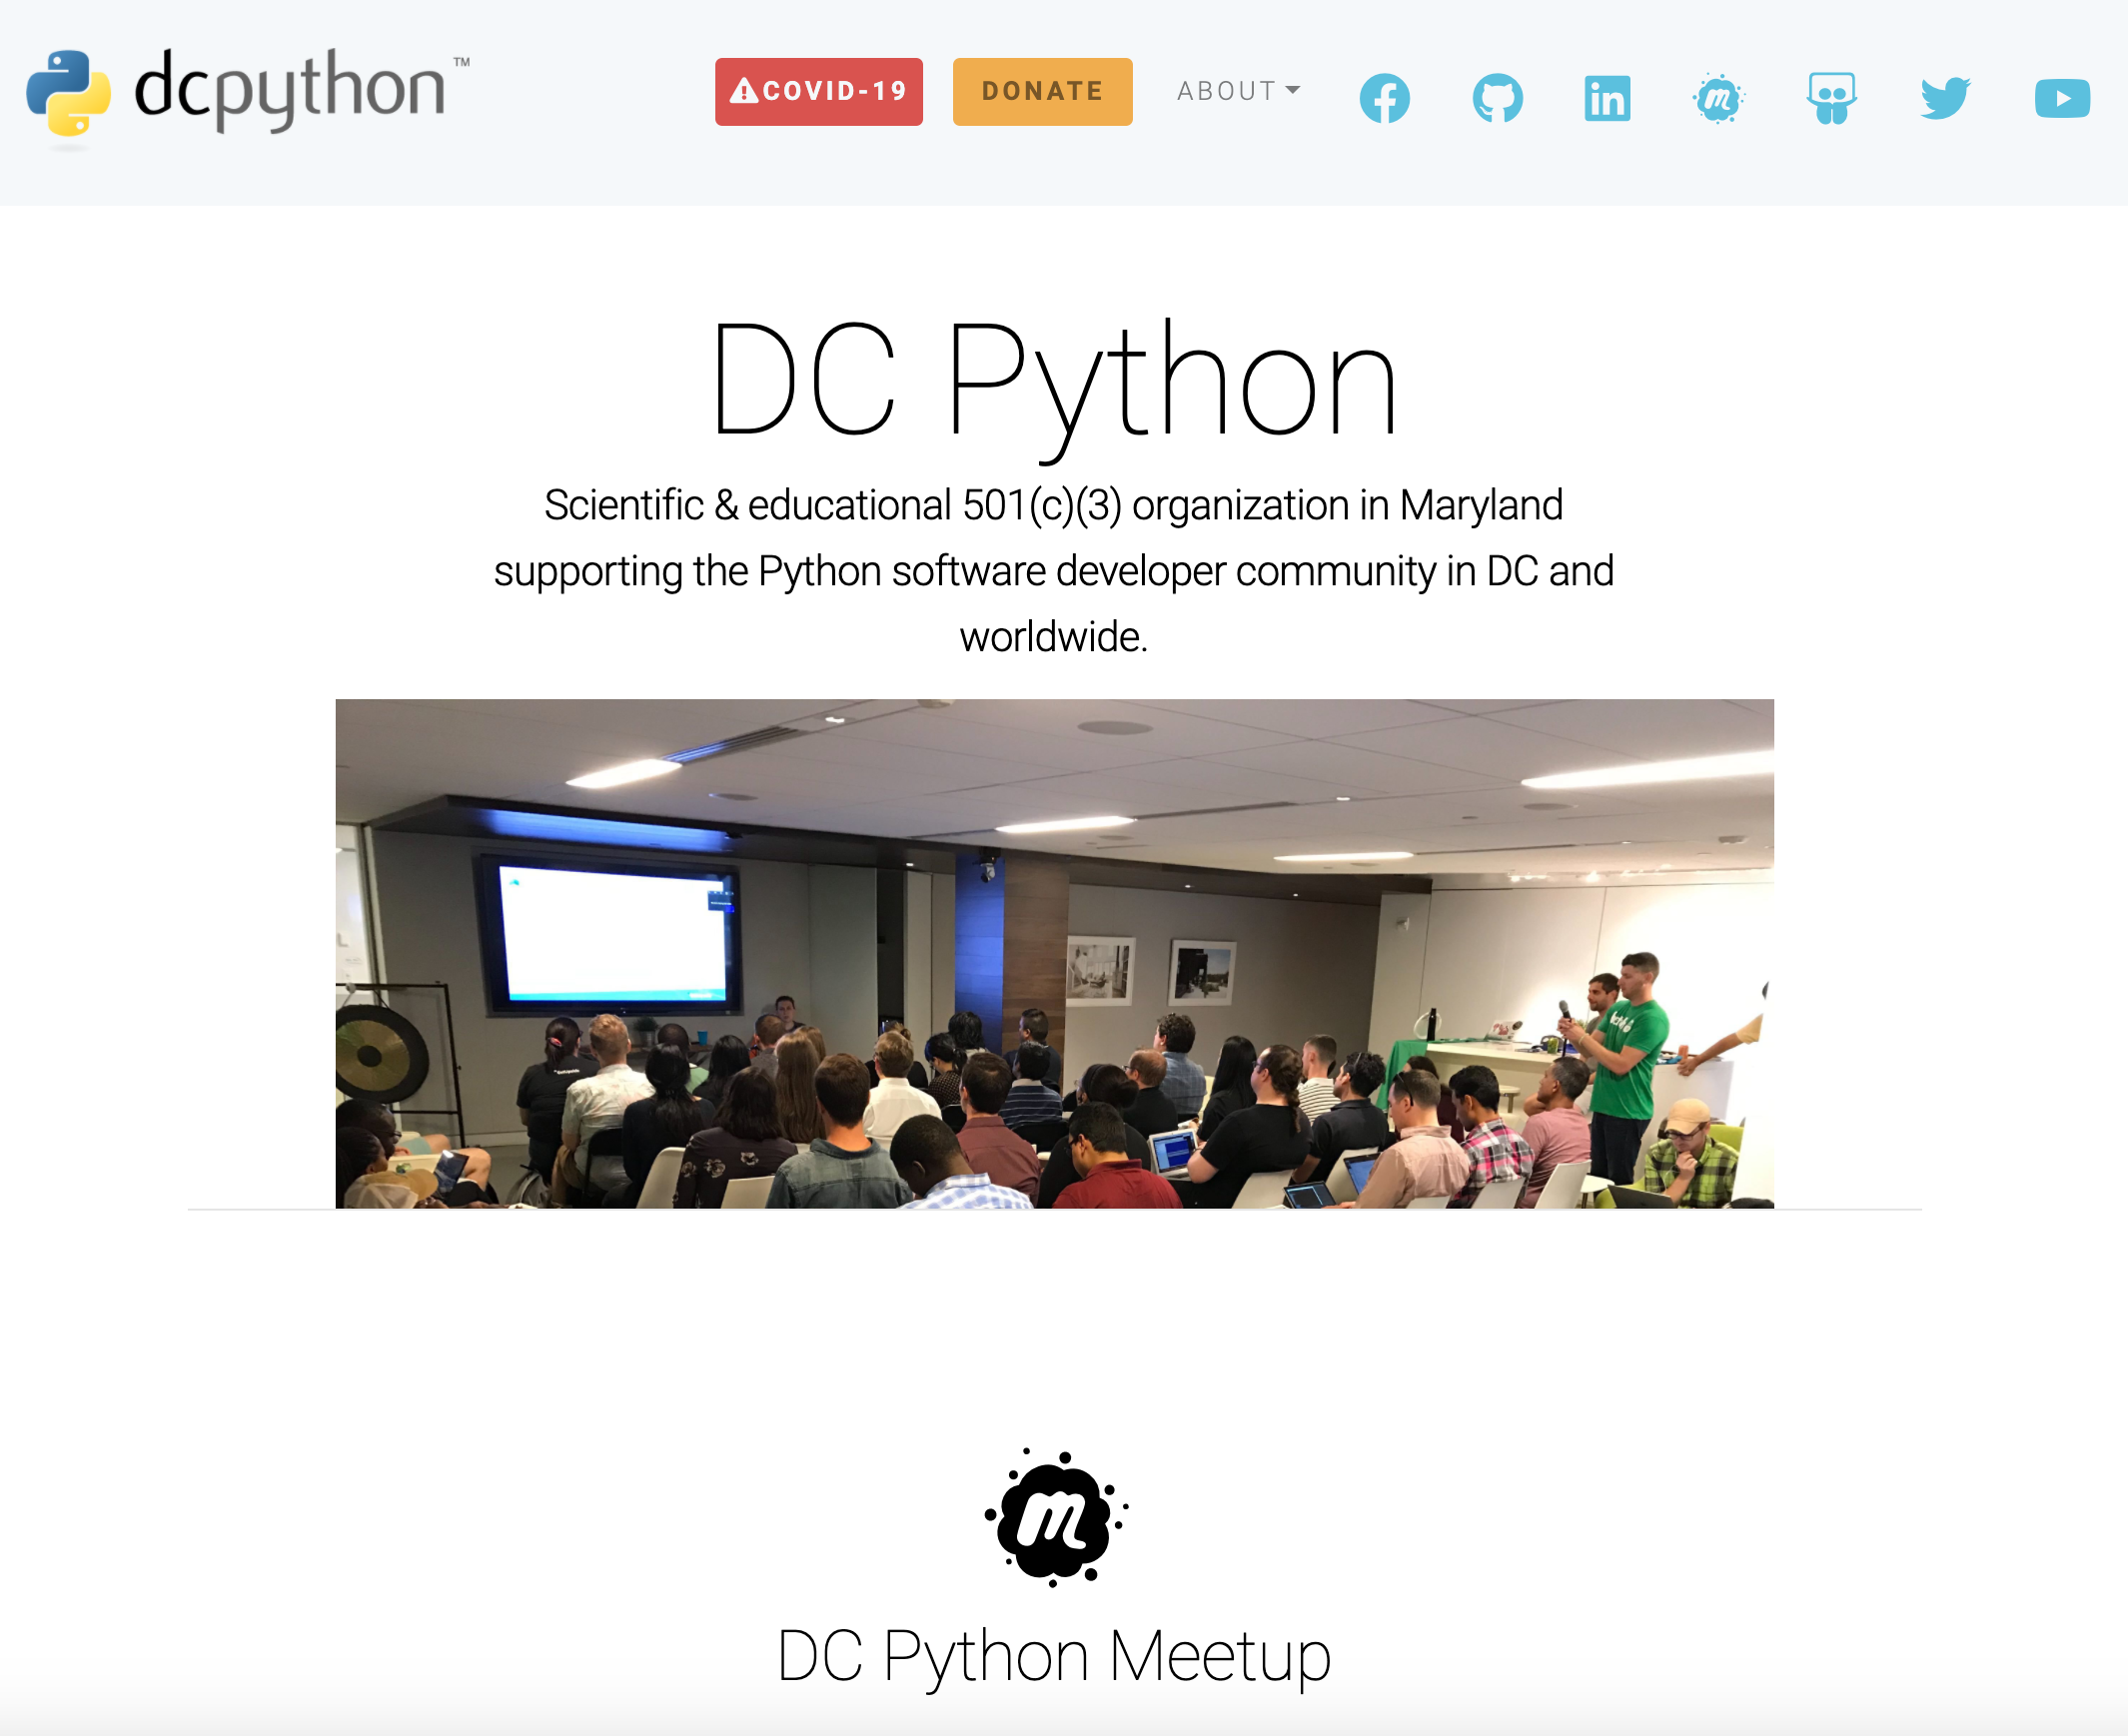 dcpython™
COVID-19
DONATE
ABOUT
DC Python
Scientific & educational 501(c)(3) organization in Maryland
supporting the Python software developer community in DC and
worldwide.
DC Python Meetup